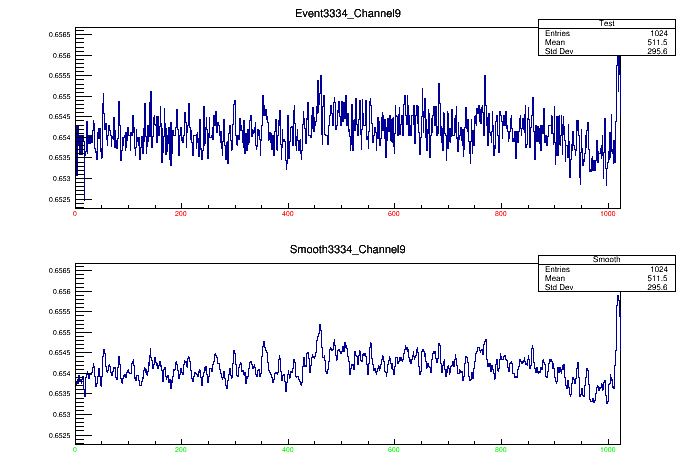 Event3334_Channel9
Test
Entries 1024
Mean 511.5
Std Dev 295.6
0.6565
0.656
0.6555
0.655
0.6545
0.654
0.6535
0.653
0.6525
0 200 400 600 800 1000
Smooth3334_Channel9
Smooth
Entries 1024
Mean 511.5
Std Dev 295.6
0.6565
0.656
0.6555
0.655
0.6545
0.654
0.6535
0.653
0.6525
0 200 400 600 800 1000